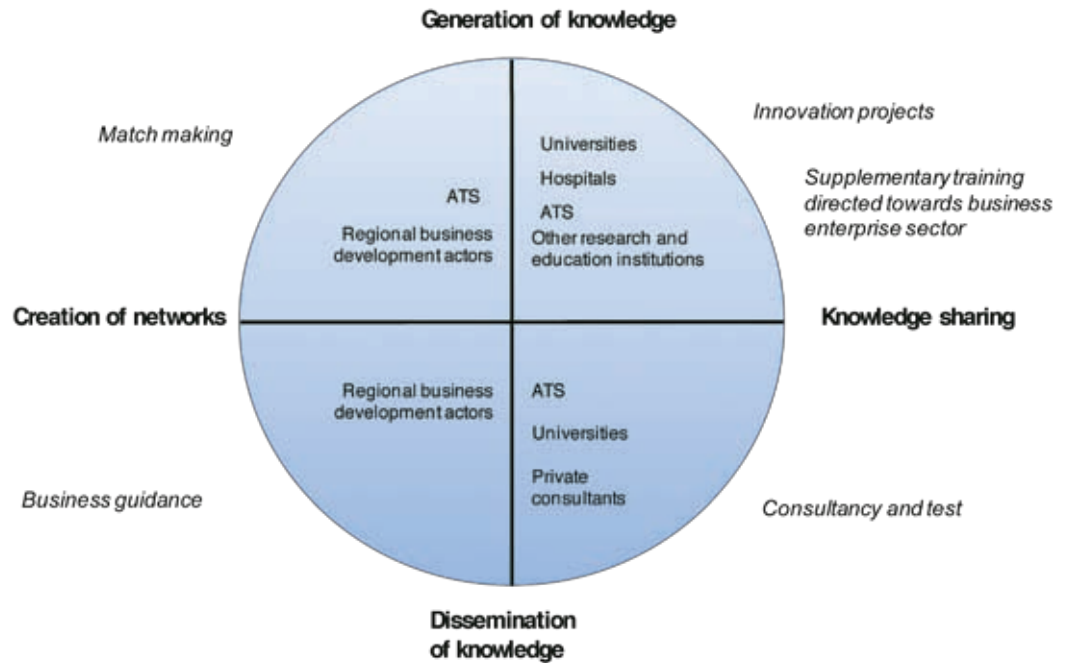 Generation of knowledge
Match making
Innovation projects
Universities
Hospitals
ATS
Other research and
education institutions
Supplementary training
directed towards business
enterprise sector
ATS
Regional business
development actors
Creation of networks
Knowledge sharing
Regional business
development actors
ATS
Universities
Private
consultants
Business guidance
Consultancy and test
Dissemination
of knowledge